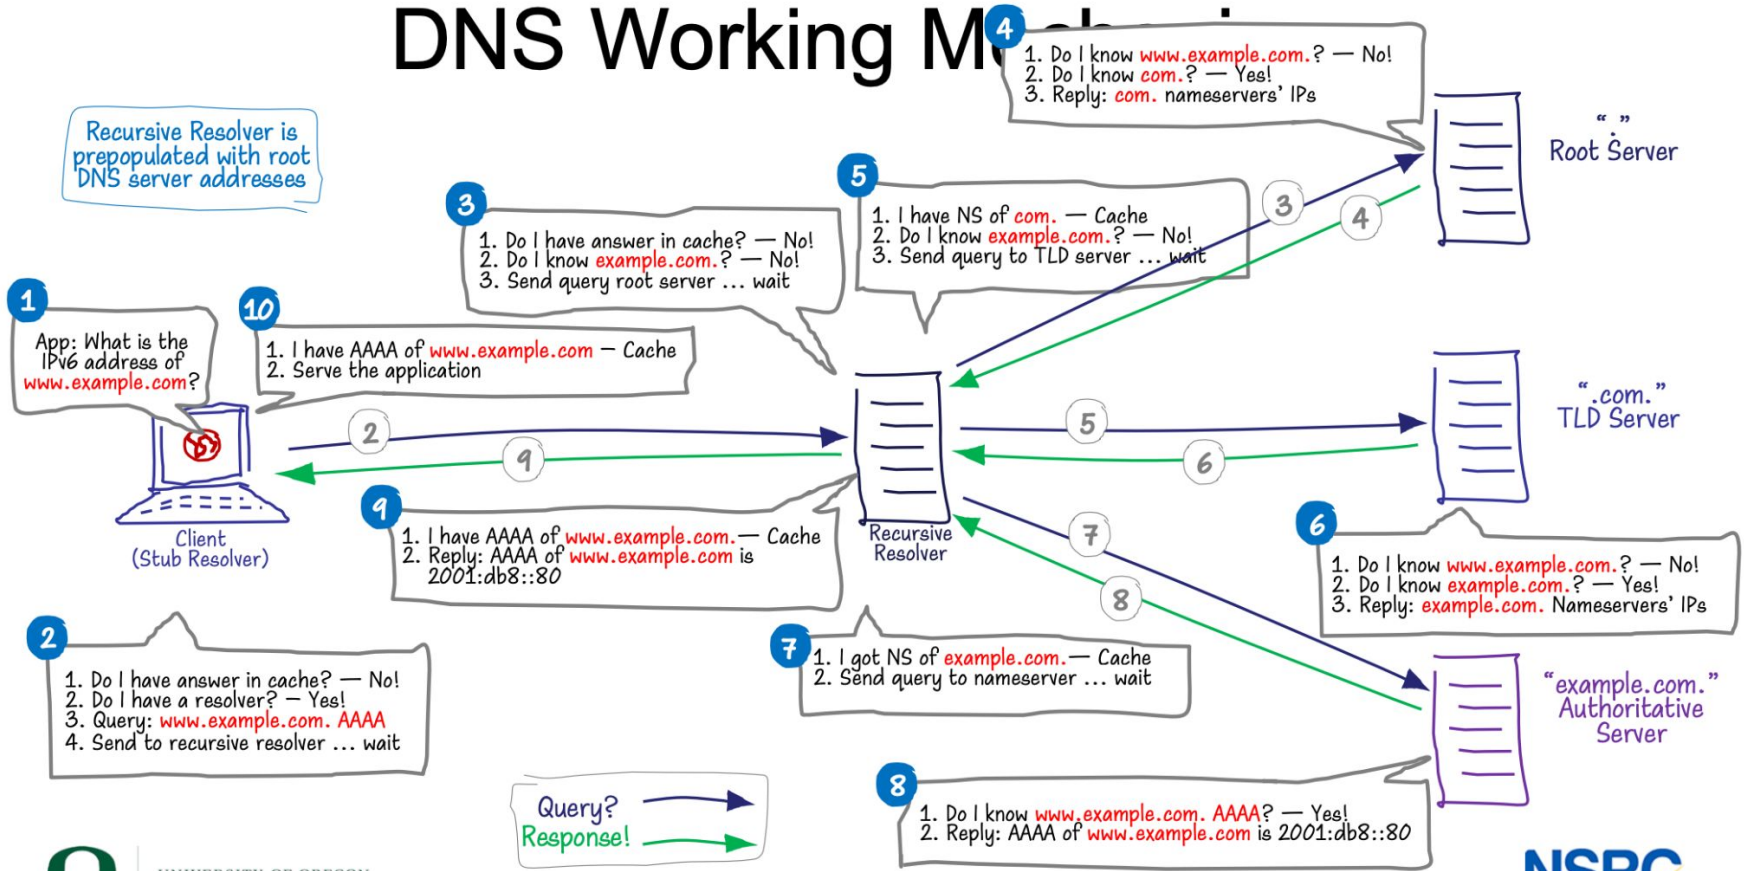 DNS Working
Recursive Resolver is
prepopulated with root
DNS server addresses
1
App: What is the
IPv6 address of
www.example.com?
10
1. I have AAAA of www.example.com – Cache
2. Serve the application
3
1. Do I have answer in cache? — No!
2. Do I know example.com.? — No!
3. Send query root server ... wait
5
1. I have NS of com. — Cache
2. Do I know example.com.? — No!
3. Send query to TLD server ... wait
4
1. Do I know www.example.com.? — No!
2. Do I know com.? — Yes!
3. Reply: com. nameservers' IPs
3
4
“.”
Root Server
2
9
5
6
“.com.”
TLD Server
Client
(Stub Resolver)
Recursive
Resolver
9
1. I have AAAA of www.example.com.— Cache
2. Reply: AAAA of www.example.com is
2001:db8::80
7
8
6
1. Do I know www.example.com.? — No!
2. Do I know example.com.? — Yes!
3. Reply: example.com. Nameservers' IPs
2
1. Do I have answer in cache? — No!
2. Do I have a resolver? – Yes!
3. Query: www.example.com. AAAA
4. Send to recursive resolver ... wait
7
1. I got NS of example.com.— Cache
2. Send query to nameserver ... wait
“example.com.”
Authoritative
Server
Query?
Response!
8
1. Do I know www.example.com. AAAA? — Yes!
2. Reply: AAAA of www.example.com is 2001:db8::80
UNIVERSITY OF OREGON
NSRC